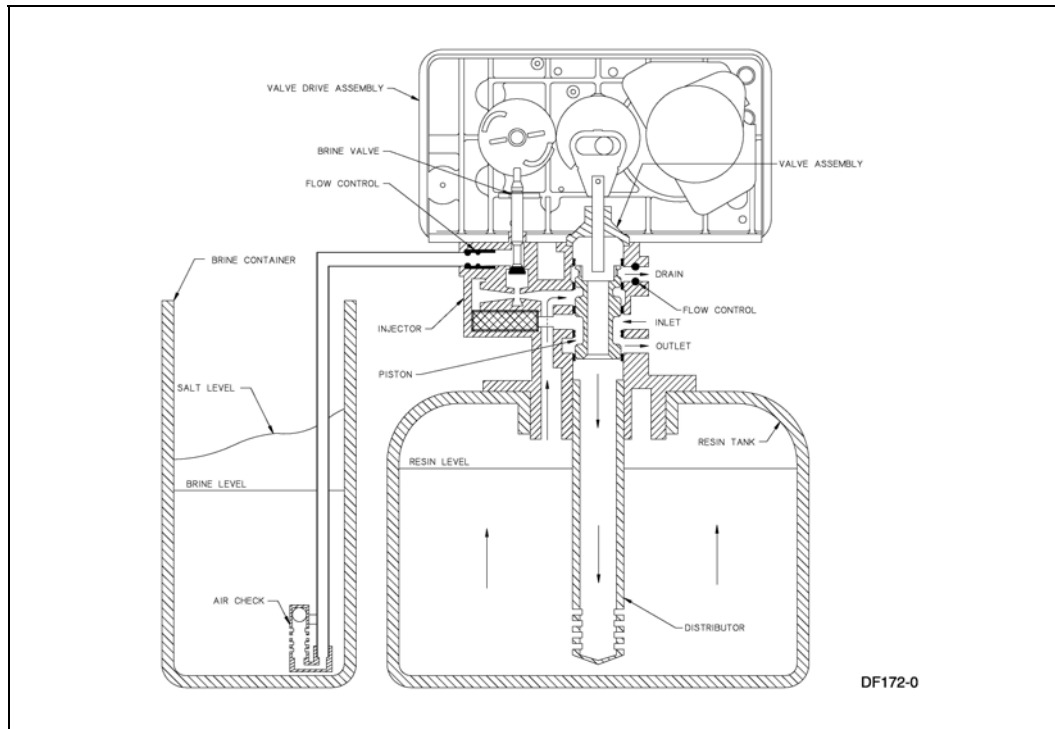 VALVE DRIVE ASSEMBLY
BRINE VALVE
VALVE ASSEMBLY
FLOW CONTROL
BRINE CONTAINER
DRAIN
FLOW CONTROL
INJECTOR
INLET
OUTLET
PISTON
SALT LEVEL
RESIN TANK
RESIN LEVEL
BRINE LEVEL
AIR CHECK
DISTRIBUTOR
DF172-0